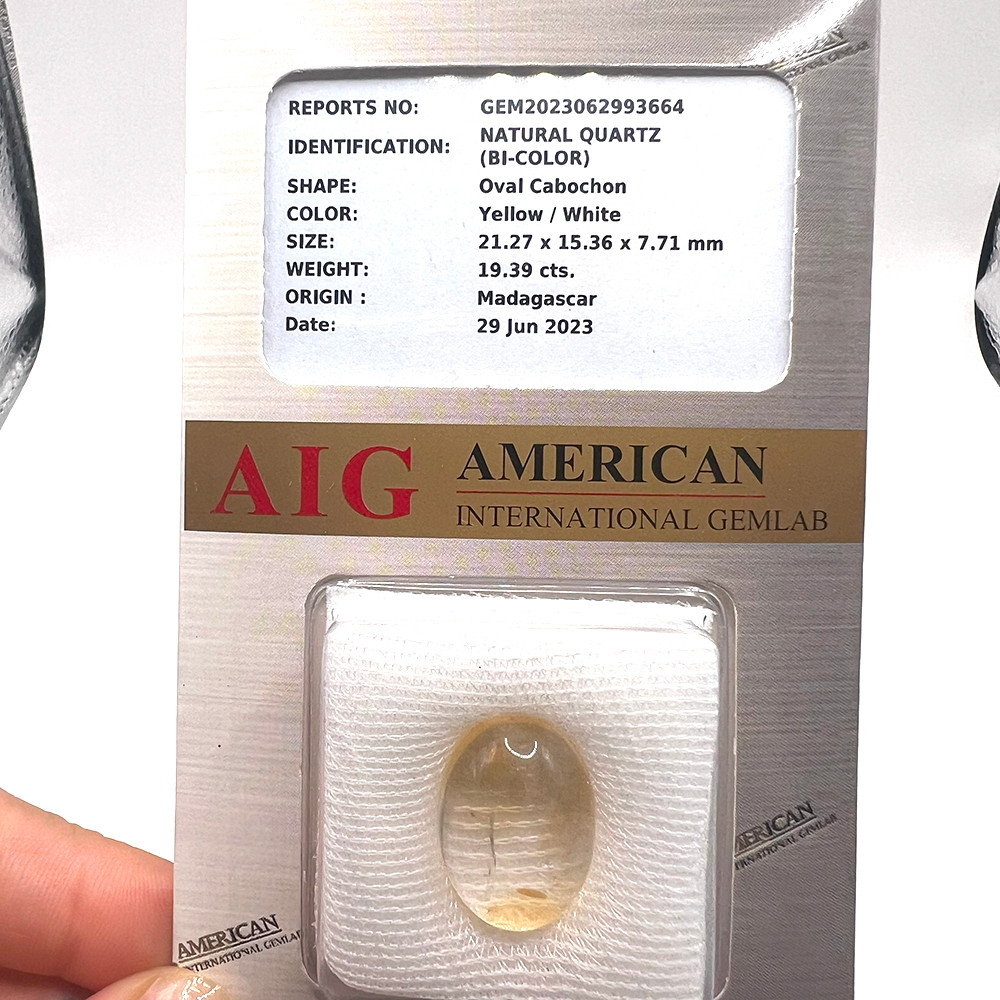 REPORTS NO: GEM2023062993664
IDENTIFICATION: NATURAL QUARTZ
(BI-COLOR)
SHAPE: Oval Cabochon
COLOR: Yellow / White
SIZE: 21.27 x 15.36 x 7.71 mm
WEIGHT: 19.39 cts.
ORIGIN : Madagascar
Date: 29 Jun 2023
AIG AMERICAN
INTERNATIONAL GEMLAB
AMERICAN